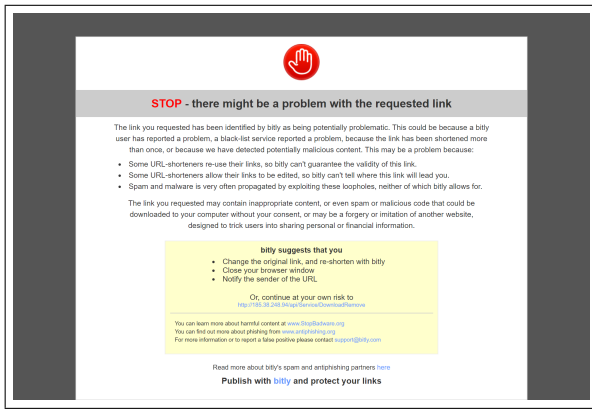 STOP - there might be a problem with the requested link
The link you requested has been identified by bitly as being potentially problematic. This could be because a bitly
user has reported a problem, a black-list service reported a problem, because the link has been shortened more
than once, or because we have detected potentially malicious content. This may be a problem because:
• Some URL-shorteners re-use their links, so bitly can't guarantee the validity of this link.
• Some URL-shorteners allow their links to be edited, so bitly can't tell where this link will lead you.
• Spam and malware is very often propagated by exploiting these loopholes, neither of which bitly allows for.
The link you requested may contain inappropriate content, or even spam or malicious code that could be
downloaded to your computer without your consent, or may be a forgery or imitation of another website,
designed to trick users into sharing personal or financial information.
bitly suggests that you
• Change the original link, and re-shorten with bitly
• Close your browser window
• Notify the sender of the URL
Or, continue at your own risk to
http://185.38.248.94/api/Service/DownloadRemove
You can learn more about harmful content at www.StopBadware.org
You can find out more about phishing from www.antiphishing.org
For more information or to report a false positive please contact support@bitly.com
Read more about bitly's spam and antiphishing partners here
Publish with bitly and protect your links